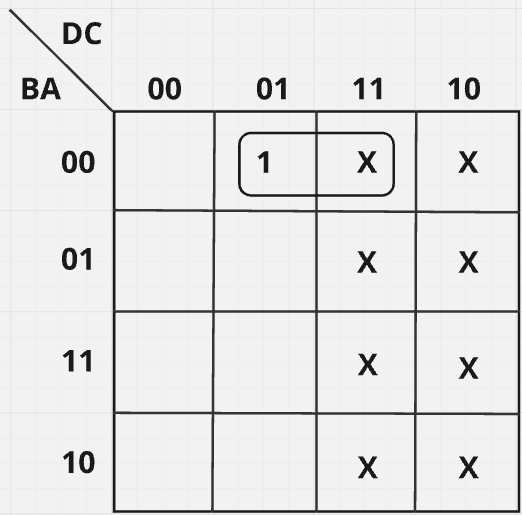 DC
BA 00 01 11 10
00 1 X X
01 X X
11 X X
10 X X